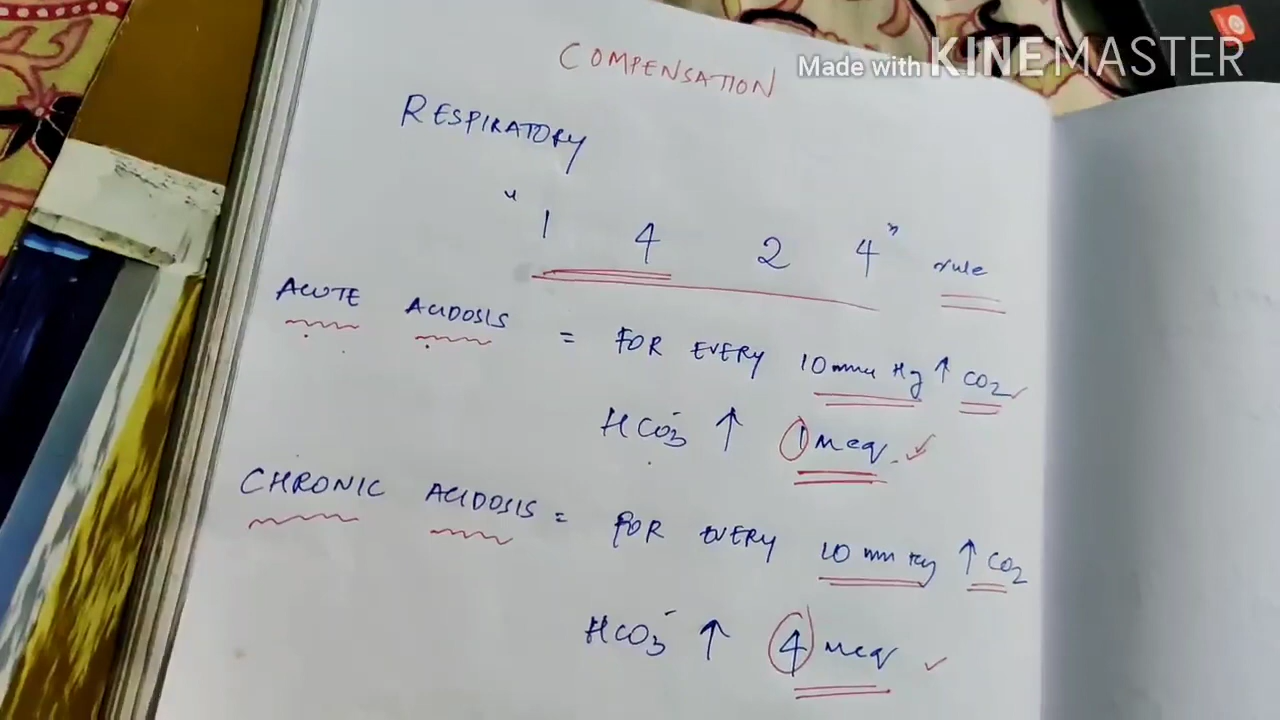 Made with KINEMASTER
COMPENSATION
RESPIRATORY
"1 4 2 4" rule
ACUTE ACIDOSIS = FOR EVERY 10 mm Hg ↑ CO2
HCO3- ↑ 1 meq
CHRONIC ACIDOSIS = FOR EVERY 10 mm Hg ↑ CO2
HCO3- ↑ 4 meq